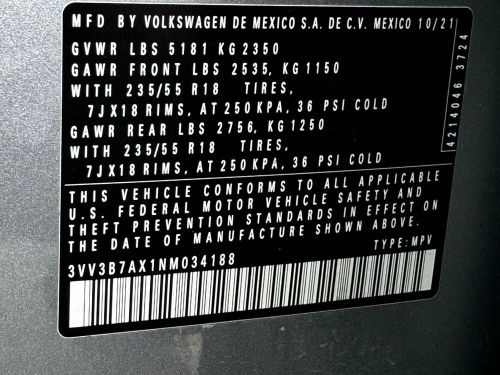 MFD BY VOLKSWAGEN DE MEXICO S.A. DE C.V. MEXICO 10/21
GVWR LBS 5181 KG 2350
GAWR FRONT LBS 2535, KG 1150
WITH 235/55 R18 TIRES,
7JX18 RIMS, AT 250 KPA, 36 PSI COLD
GAWR REAR LBS 2756, KG 1250
WITH 235/55 R18 TIRES,
7JX18 RIMS, AT 250 KPA, 36 PSI COLD
4214046 3724
THIS VEHICLE CONFORMS TO ALL APPLICABLE
U.S. FEDERAL MOTOR VEHICLE SAFETY AND
THEFT PREVENTION STANDARDS IN EFFECT ON
THE DATE OF MANUFACTURE SHOWN ABOVE.
3VV3B7AX1NM034188 TYPE: MPV